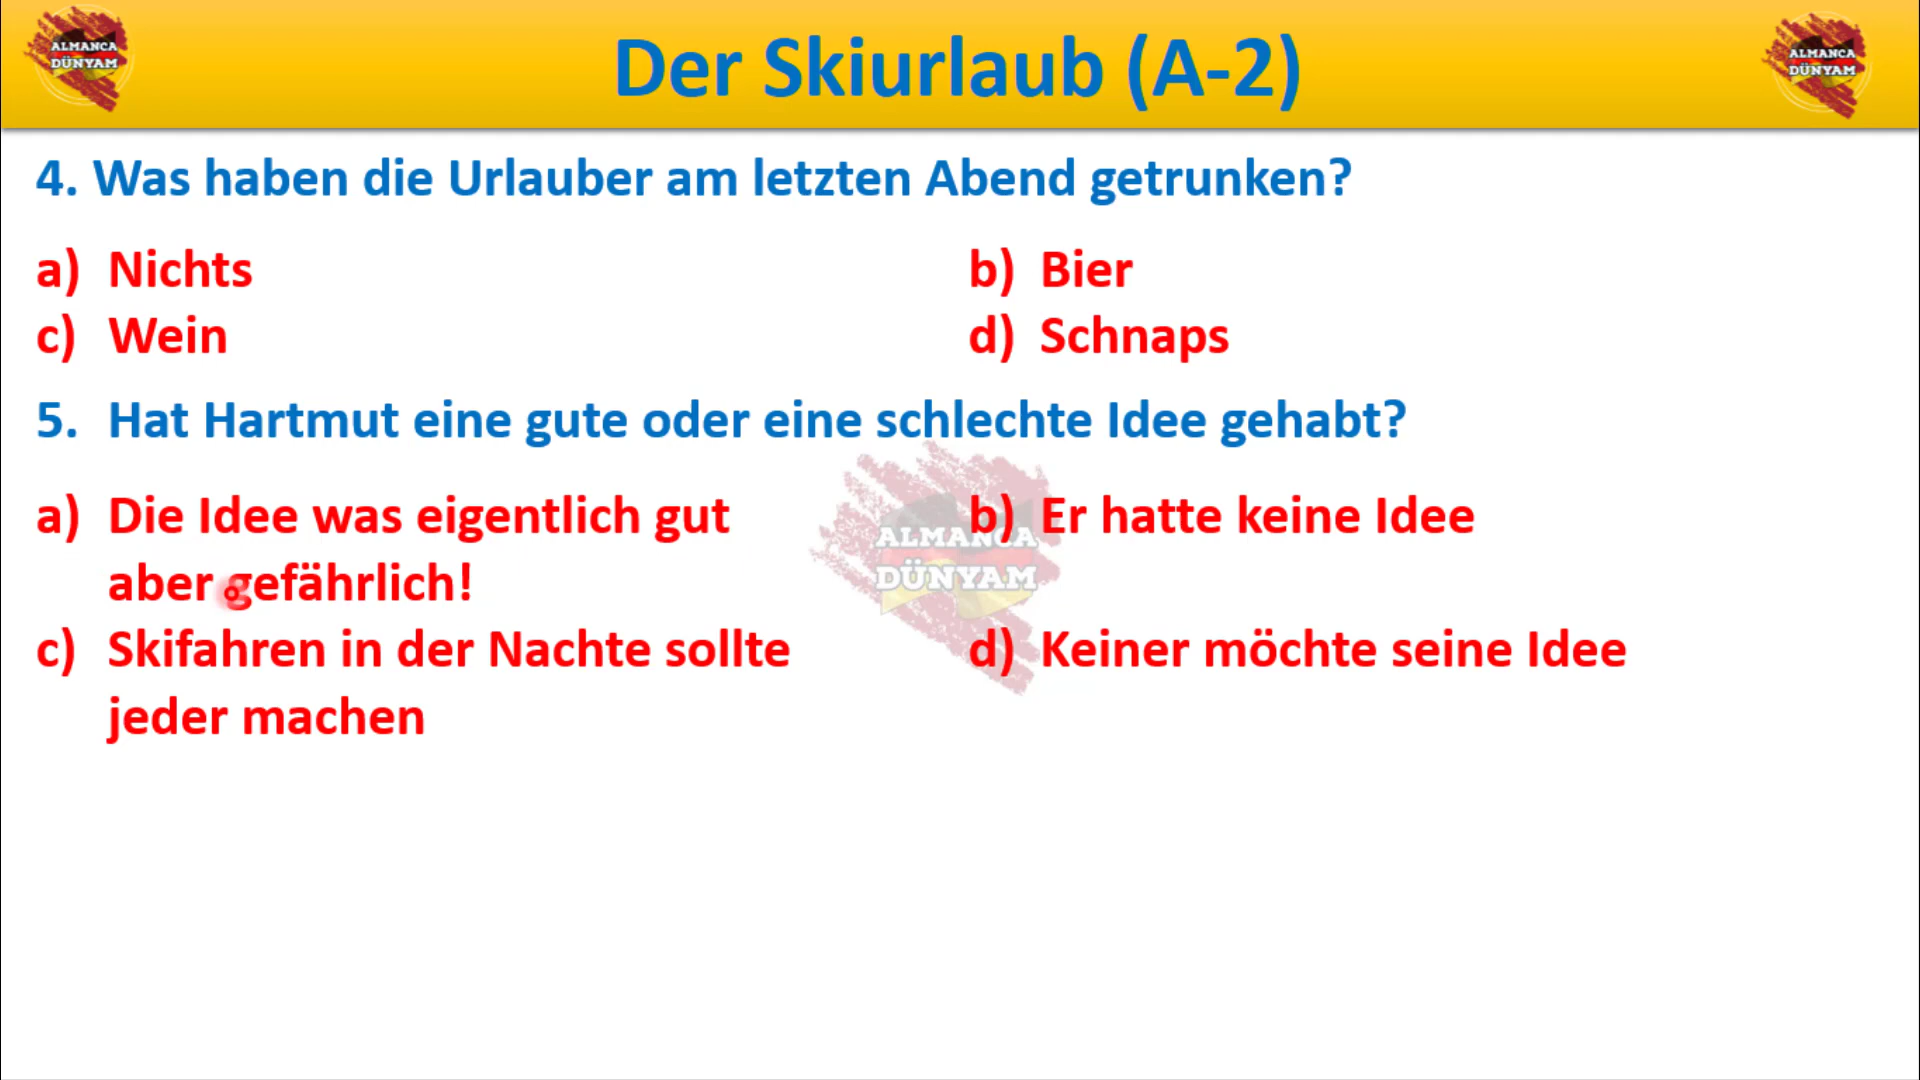 ALMANCA
DÜNYAM
Der Skiurlaub (A-2)
ALMANCA
DÜNYAM
4. Was haben die Urlauber am letzten Abend getrunken?
a) Nichts
b) Bier
c) Wein
d) Schnaps
5. Hat Hartmut eine gute oder eine schlechte Idee gehabt?
a) Die Idee was eigentlich gut
aber gefährlich!
b) Er hatte keine Idee
ALMANCA
DÜNYAM
c) Skifahren in der Nachte sollte
jeder machen
d) Keiner möchte seine Idee